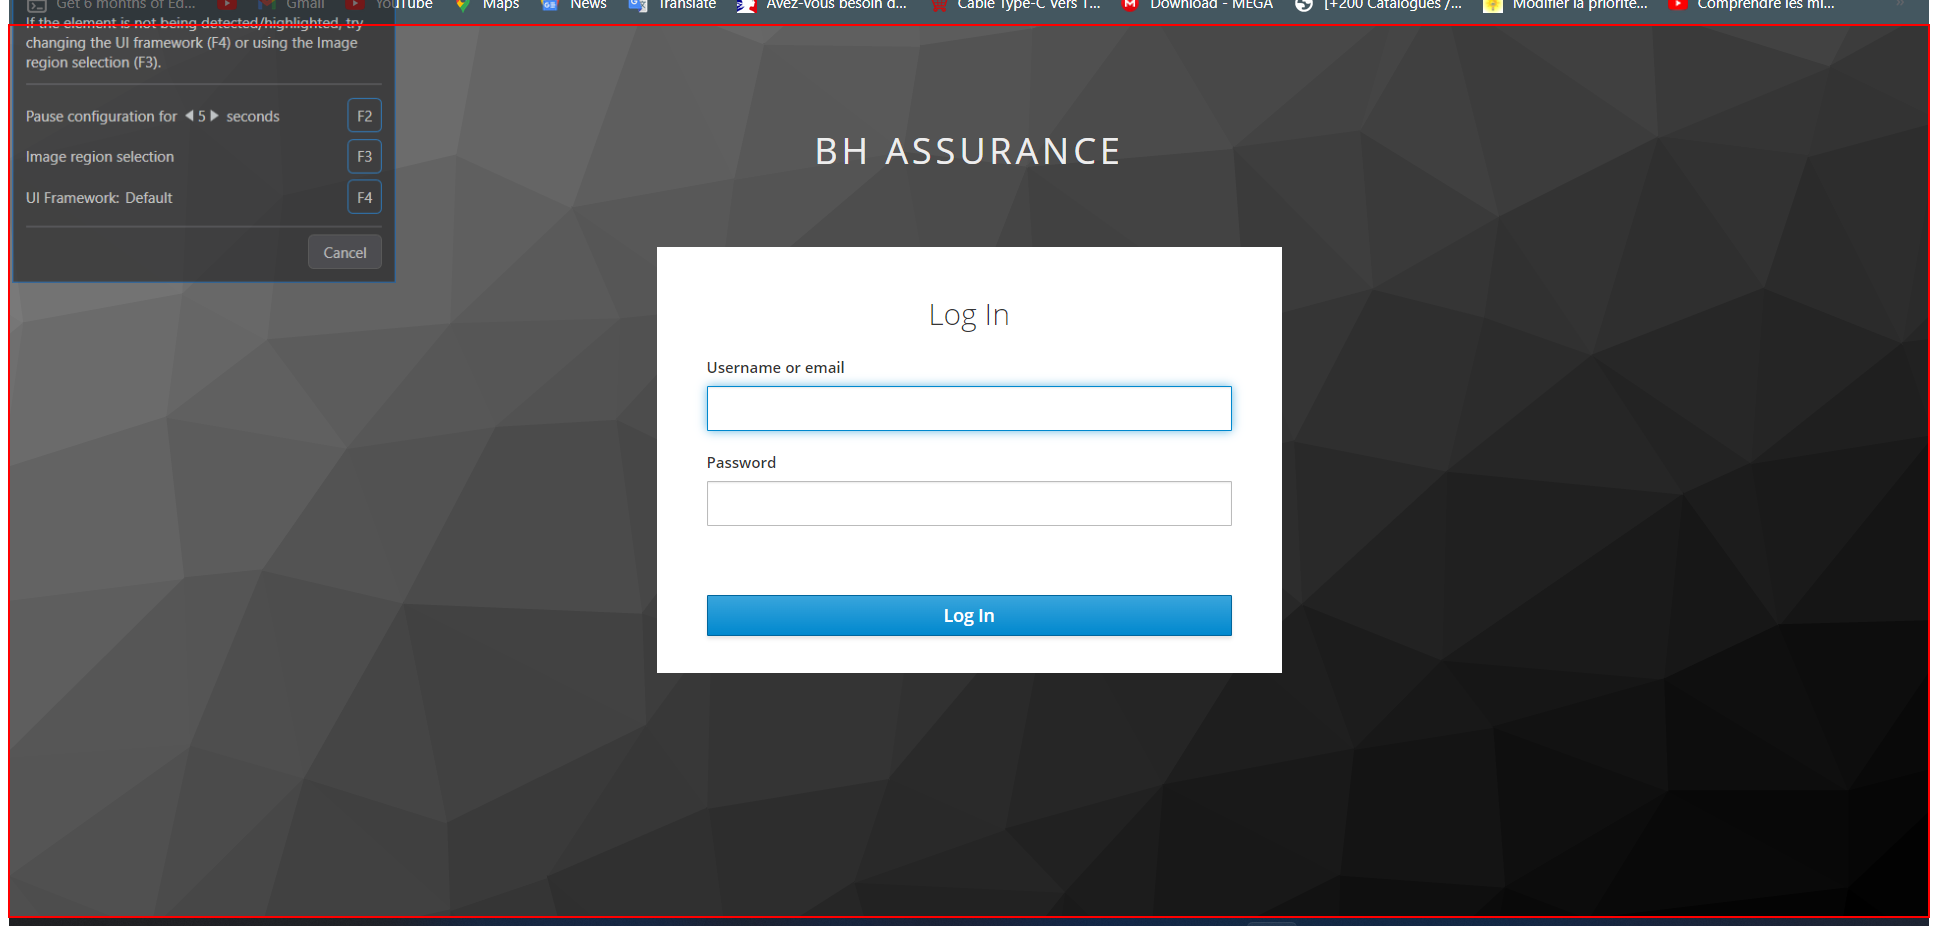 Get 6 months of Ed...
Gmail
YouTube
Maps
News
Translate
Avez-vous besoin d...
Cable Type-C Vers T...
Download - MEGA
[+200 Catalogues /...
Modifier la priorité...
Comprendre les mi...
If the element is not being detected/highlighted, try
changing the UI framework (F4) or using the Image
region selection (F3).
Pause configuration for 5 seconds F2
Image region selection F3
UI Framework: Default F4
Cancel
BH ASSURANCE
Log In
Username or email
Password
Log In